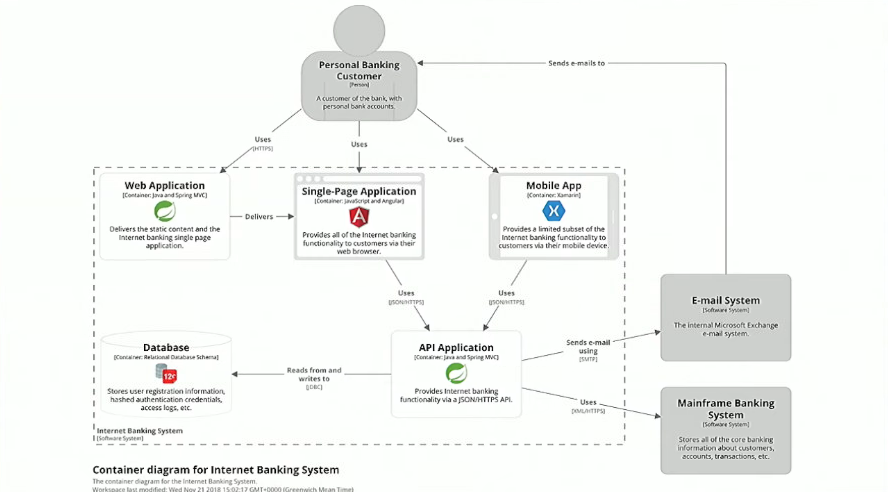 Personal Banking
Customer
[Person]
A customer of the bank, with
personal bank accounts.
Sends e-mails to
Uses
[HTTPS]
Uses
Uses
Web Application
[Container: Java and Spring MVC]
Delivers the static content and the
Internet banking single page
application.
Delivers
Single-Page Application
[Container: JavaScript and Angular]
Provides all of the Internet banking
functionality to customers via their
web browser.
Mobile App
[Container: Xamarin]
Provides a limited subset of the
Internet banking functionality to
customers via their mobile device.
Uses
[JSON/HTTPS]
Uses
[JSON/HTTPS]
E-mail System
[Software System]
The internal Microsoft Exchange
e-mail system.
Database
[Container: Relational Database Schema]
12c
Stores user registration information,
hashed authentication credentials,
access logs, etc.
Reads from and
writes to
[JDBC]
API Application
[Container: Java and Spring MVC]
Provides Internet banking
functionality via a JSON/HTTPS API.
Sends e-mail
using
[SMTP]
Uses
[XML/HTTPS]
Mainframe Banking
System
[Software System]
Stores all of the core banking
information about customers,
accounts, transactions, etc.
Internet Banking System
[Software System]
Container diagram for Internet Banking System
The container diagram for the Internet Banking System.
Workspace last modified: Wed Nov 21 2018 15:02:17 GMT+0000 (Greenwich Mean Time)